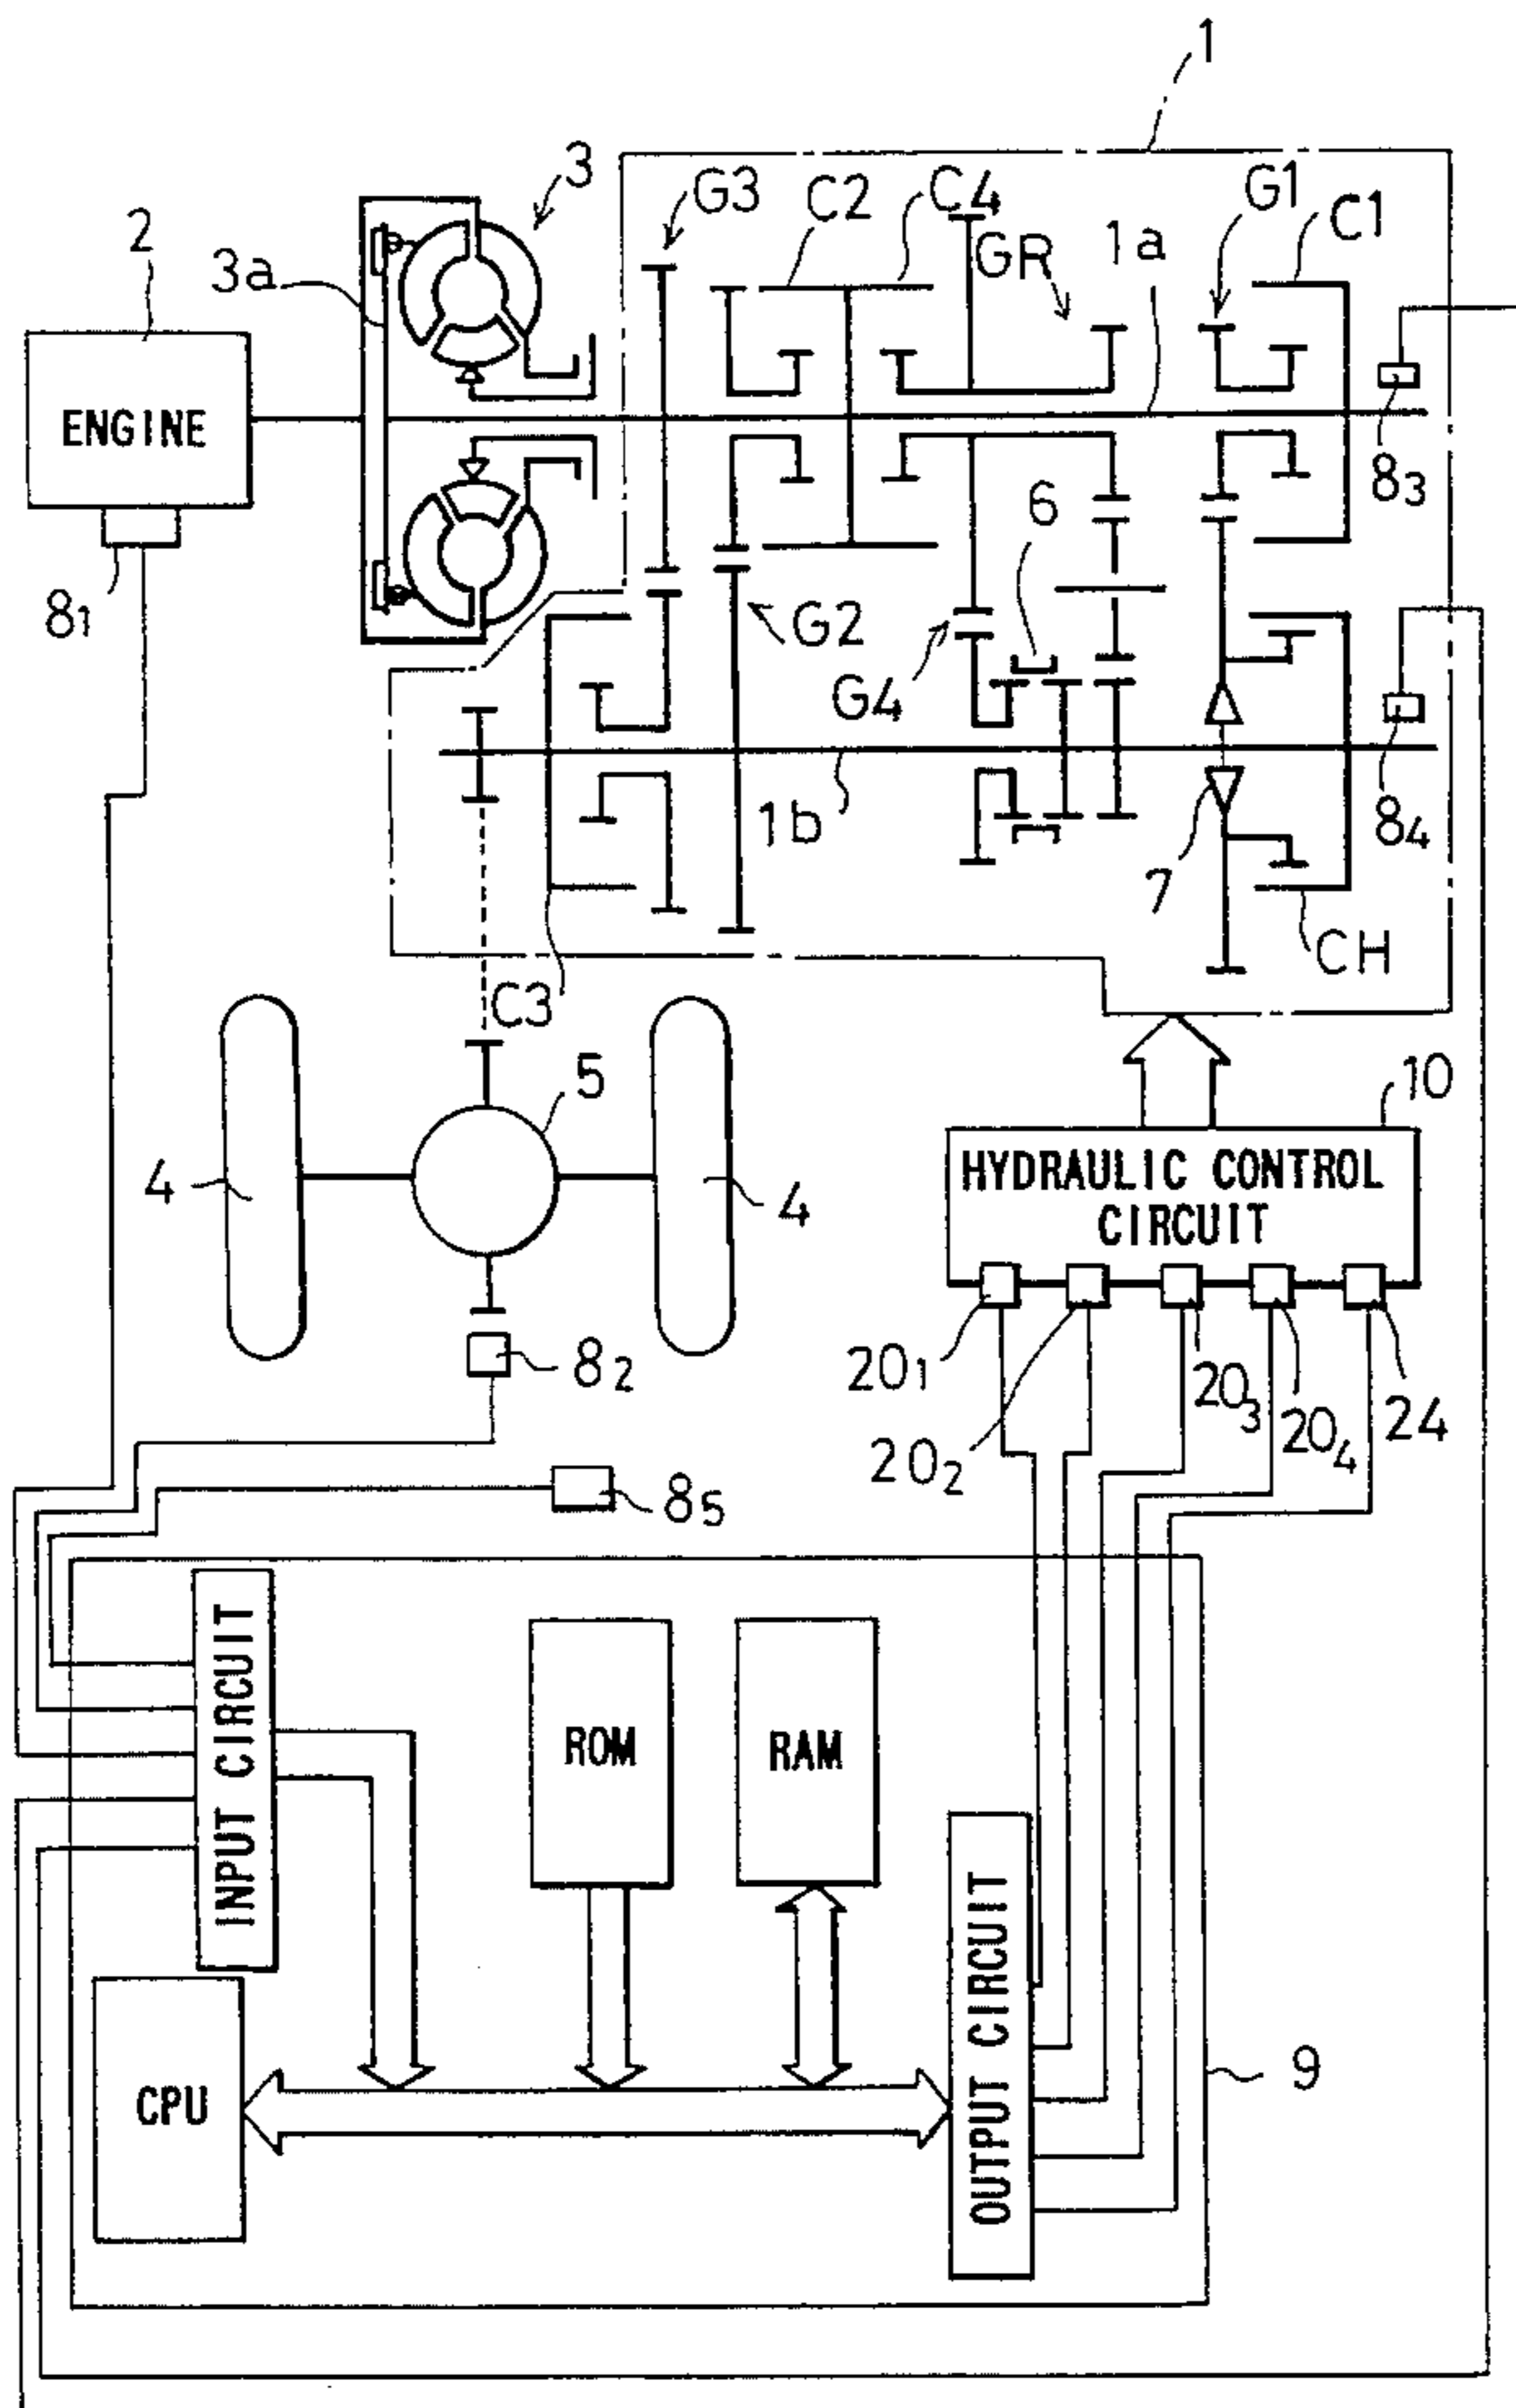 1
3
G3
C2
C4
GR
1a
G1
C1
2
3a
ENGINE
8₃
6
8₁
G2
G4
1b
7
8₄
CH
C3
5
10
4
4
HYDRAULIC CONTROL
CIRCUIT
8₂
20₁
20₂
20₃
20₄
24
8₅
INPUT CIRCUIT
ROM
RAM
OUTPUT CIRCUIT
CPU
9